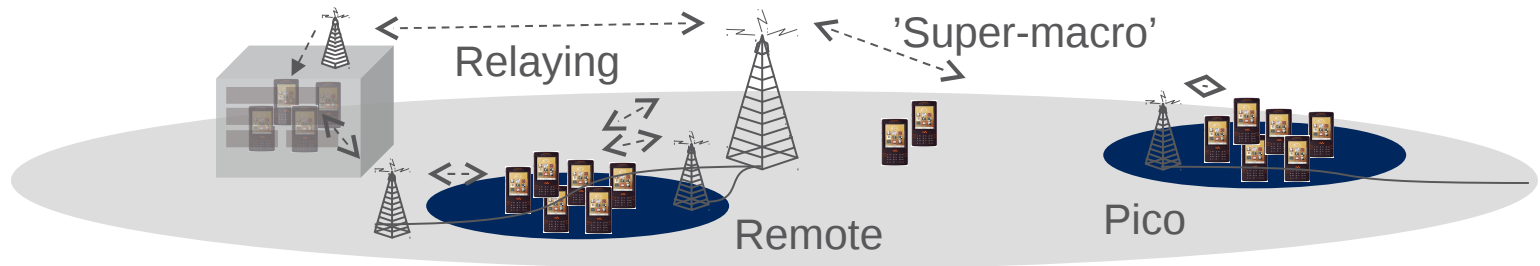 Relaying
’Super-macro’
Remote
Pico